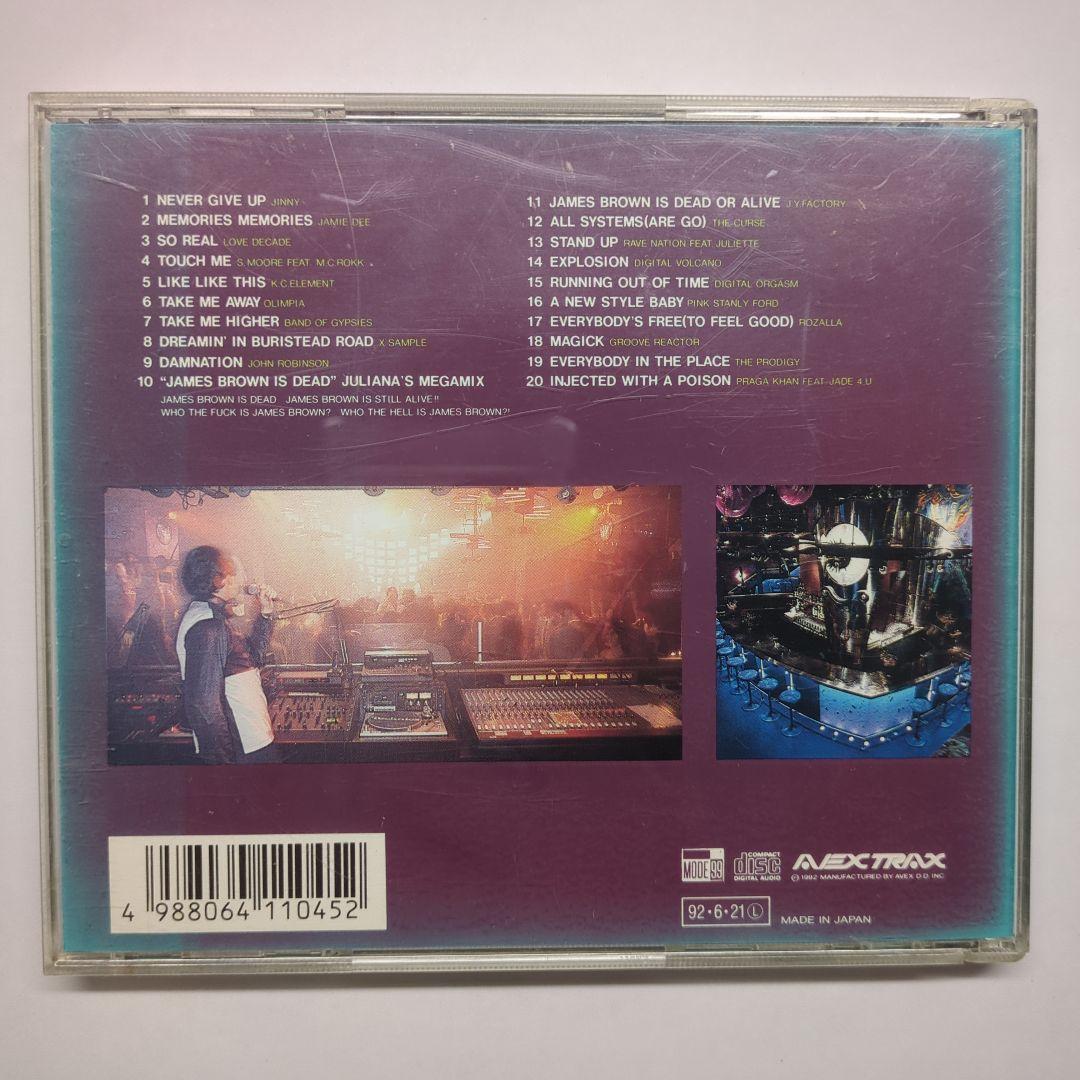 1 NEVER GIVE UP JINNY
2 MEMORIES MEMORIES JAMIE DEE
3 SO REAL LOVE DECADE
4 TOUCH ME S. MOORE FEAT. M.C.ROKK
5 LIKE LIKE THIS K.C.ELEMENT
6 TAKE ME AWAY OLIMPIA
7 TAKE ME HIGHER BAND OF GYPSIES
8 DREAMIN' IN BURISTEAD ROAD X SAMPLE
9 DAMNATION JOHN ROBINSON
10 “JAMES BROWN IS DEAD” JULIANA'S MEGAMIX
JAMES BROWN IS DEAD JAMES BROWN IS STILL ALIVE!!
WHO THE FUCK IS JAMES BROWN? WHO THE HELL IS JAMES BROWN?!
11 JAMES BROWN IS DEAD OR ALIVE J.Y.FACTORY
12 ALL SYSTEMS(ARE GO) THE CURSE
13 STAND UP RAVE NATION FEAT. JULIETTE
14 EXPLOSION DIGITAL VOLCANO
15 RUNNING OUT OF TIME DIGITAL ORGASM
16 A NEW STYLE BABY PINK STANLY FORD
17 EVERYBODY'S FREE(TO FEEL GOOD) ROZALLA
18 MAGICK GROOVE REACTOR
19 EVERYBODY IN THE PLACE THE PRODIGY
20 INJECTED WITH A POISON PRAGA KHAN FEAT. JADE 4 U
4 988064 110452
MODE 99
COMPACT
disc
DIGITAL AUDIO
AVEX TRAX
℗ 1992 MANUFACTURED BY AVEX D.D. INC
92・6・21Ⓛ
MADE IN JAPAN